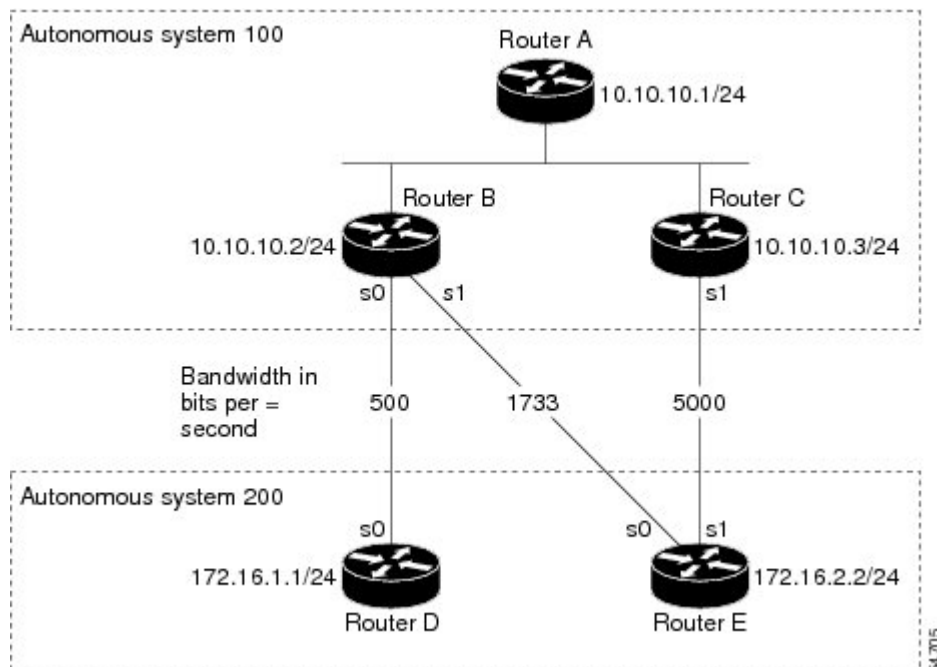 Autonomous system 100
Router A
10.10.10.1/24
Router B
Router C
10.10.10.2/24
10.10.10.3/24
s0
s1
s1
Bandwidth in
bits per =
second
500
1733
5000
Autonomous system 200
s0
s0
s1
172.16.1.1/24
172.16.2.2/24
Router D
Router E